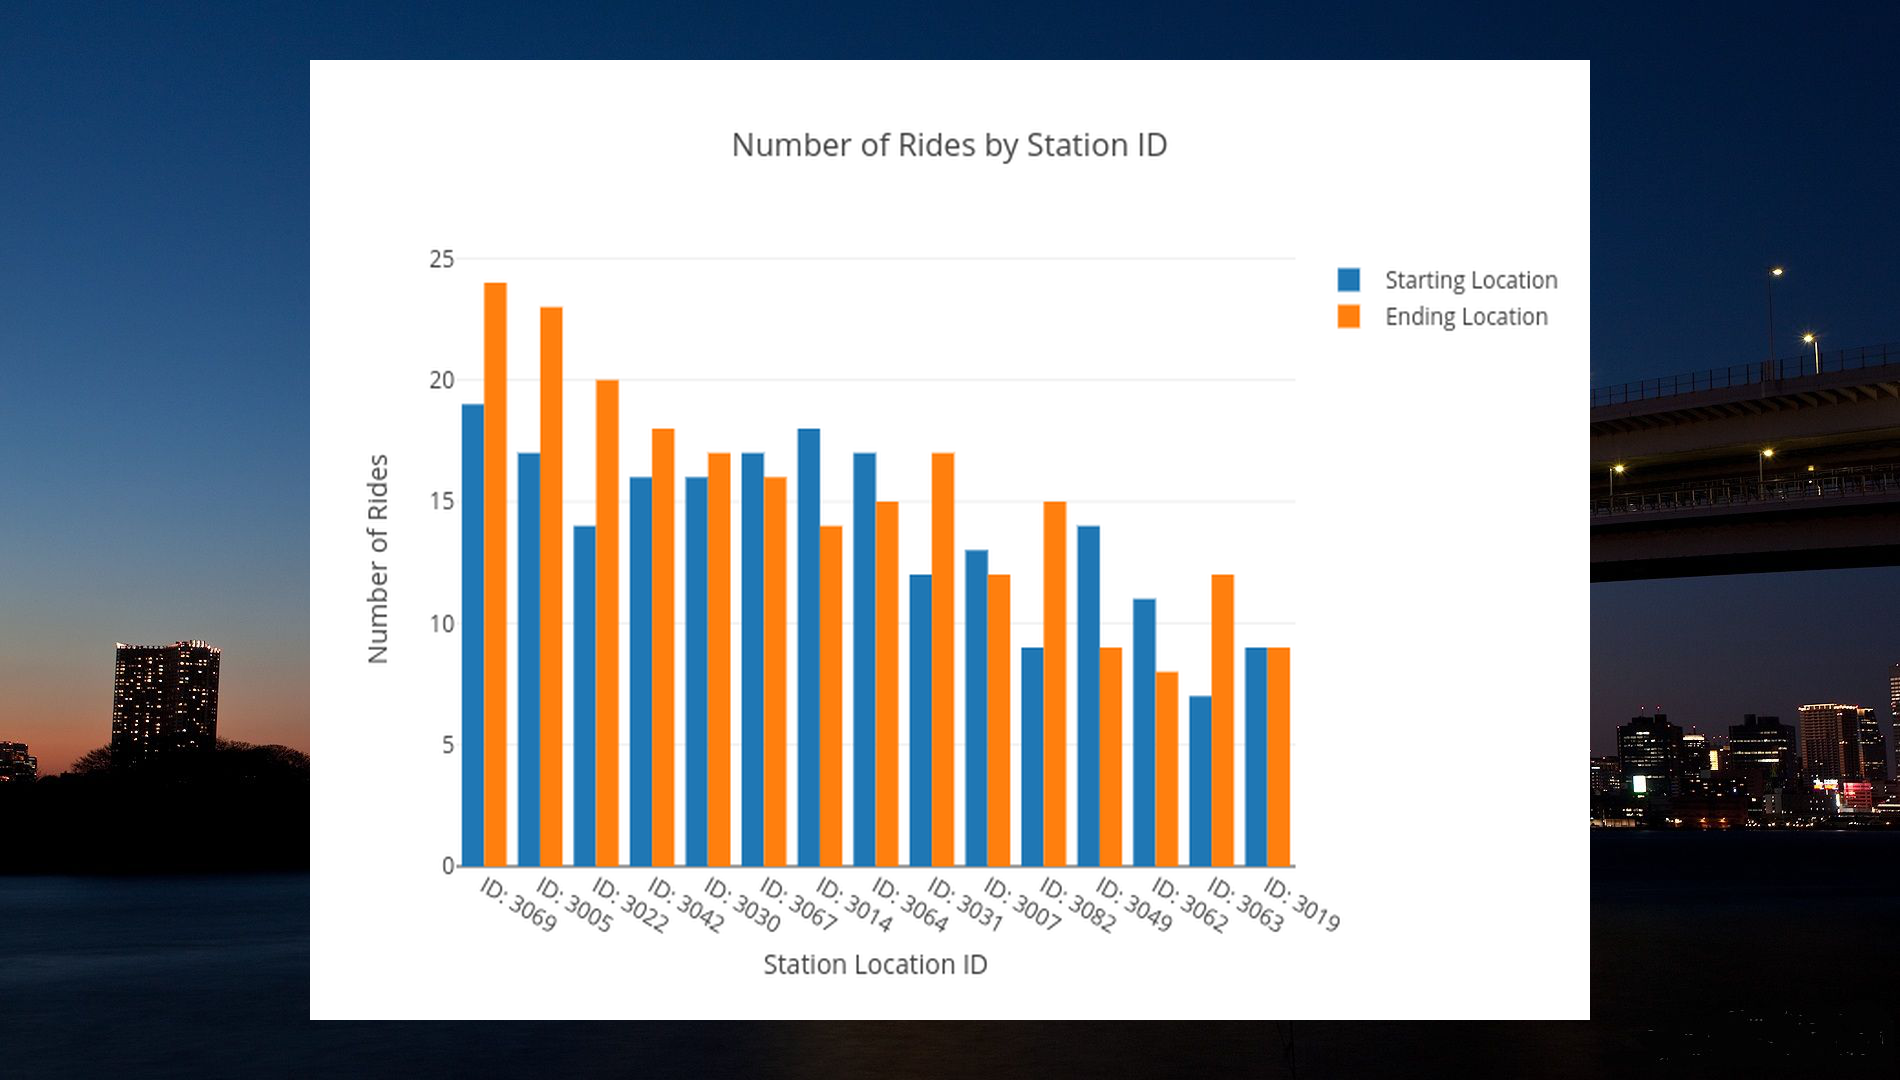 Number of Rides by Station ID
25
20
15
10
5
0
Number of Rides
Starting Location
Ending Location
ID: 3069
ID: 3005
ID: 3022
ID: 3042
ID: 3030
ID: 3067
ID: 3014
ID: 3064
ID: 3031
ID: 3007
ID: 3082
ID: 3049
ID: 3062
ID: 3063
ID: 3019
Station Location ID